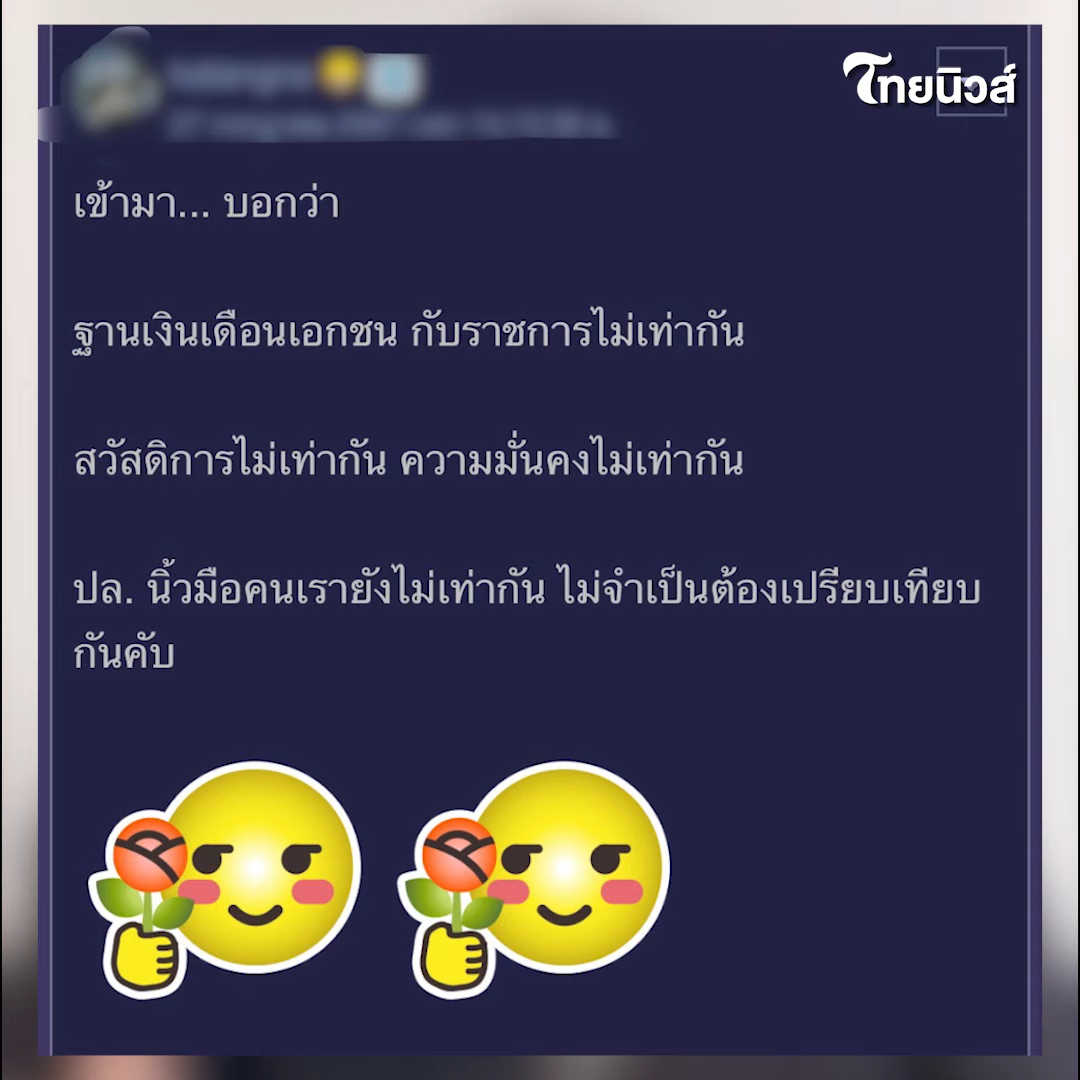 ไทยนิวส์
เข้ามา... บอกว่า
ฐานเงินเดือนเอกชน กับราชการไม่เท่ากัน
สวัสดิการไม่เท่ากัน ความมั่นคงไม่เท่ากัน
ปล. นิ้วมือคนเรายังไม่เท่ากัน ไม่จำเป็นต้องเปรียบเทียบ
กันคับ